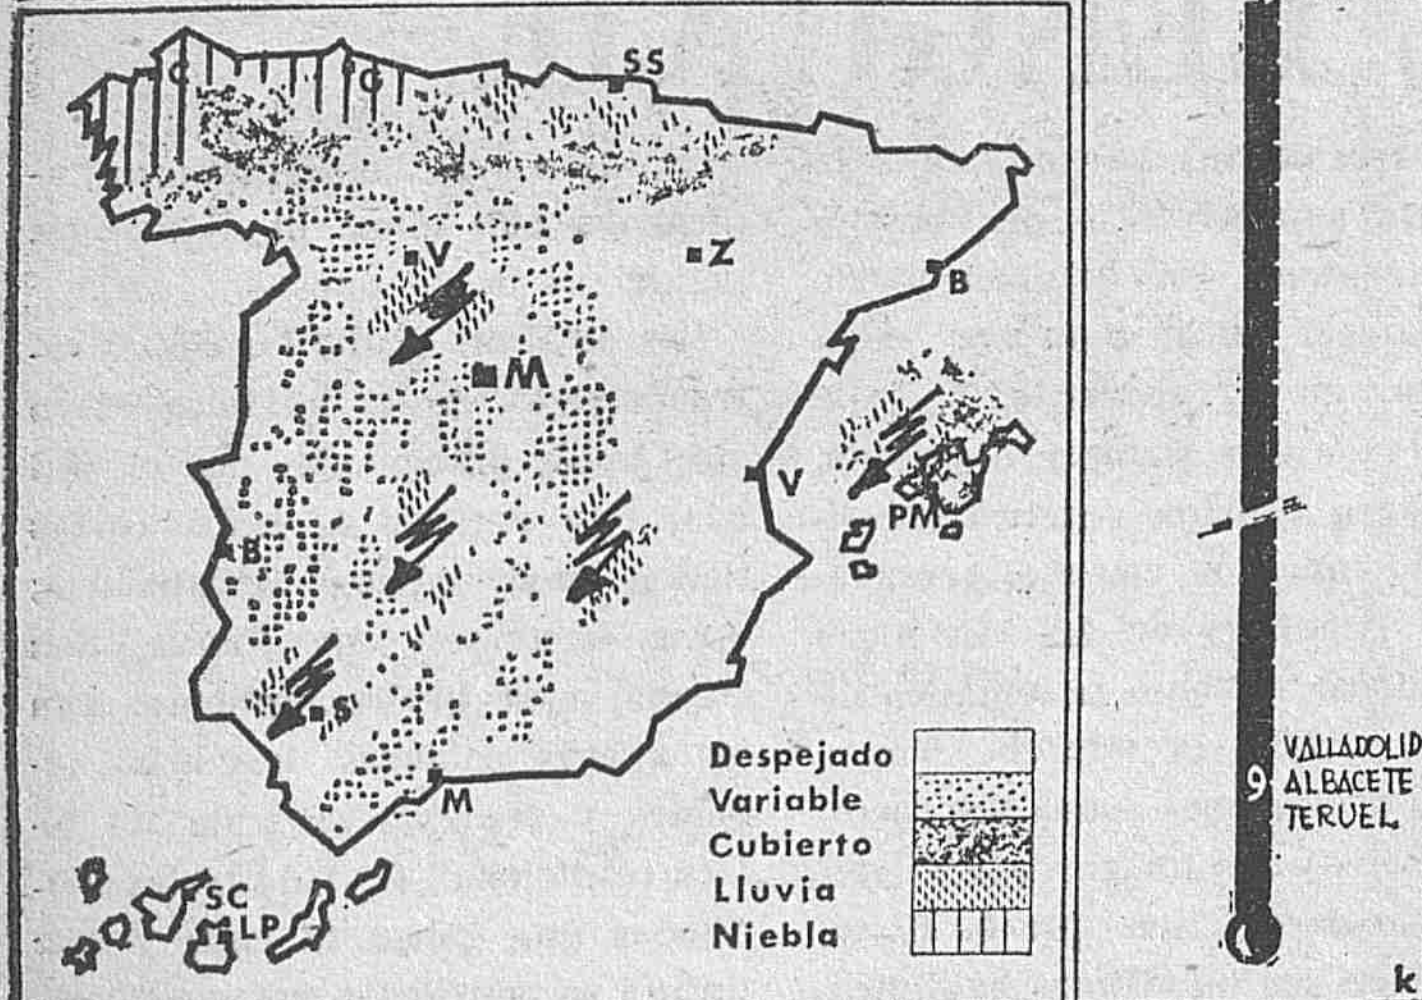 C
C
SS
V
Z
B
M
V
PM
B
S
M
SC
LP
Despejado
Variable
Cubierto
Lluvia
Niebla
9
VALLADOLID
ALBACETE
TERUEL
k